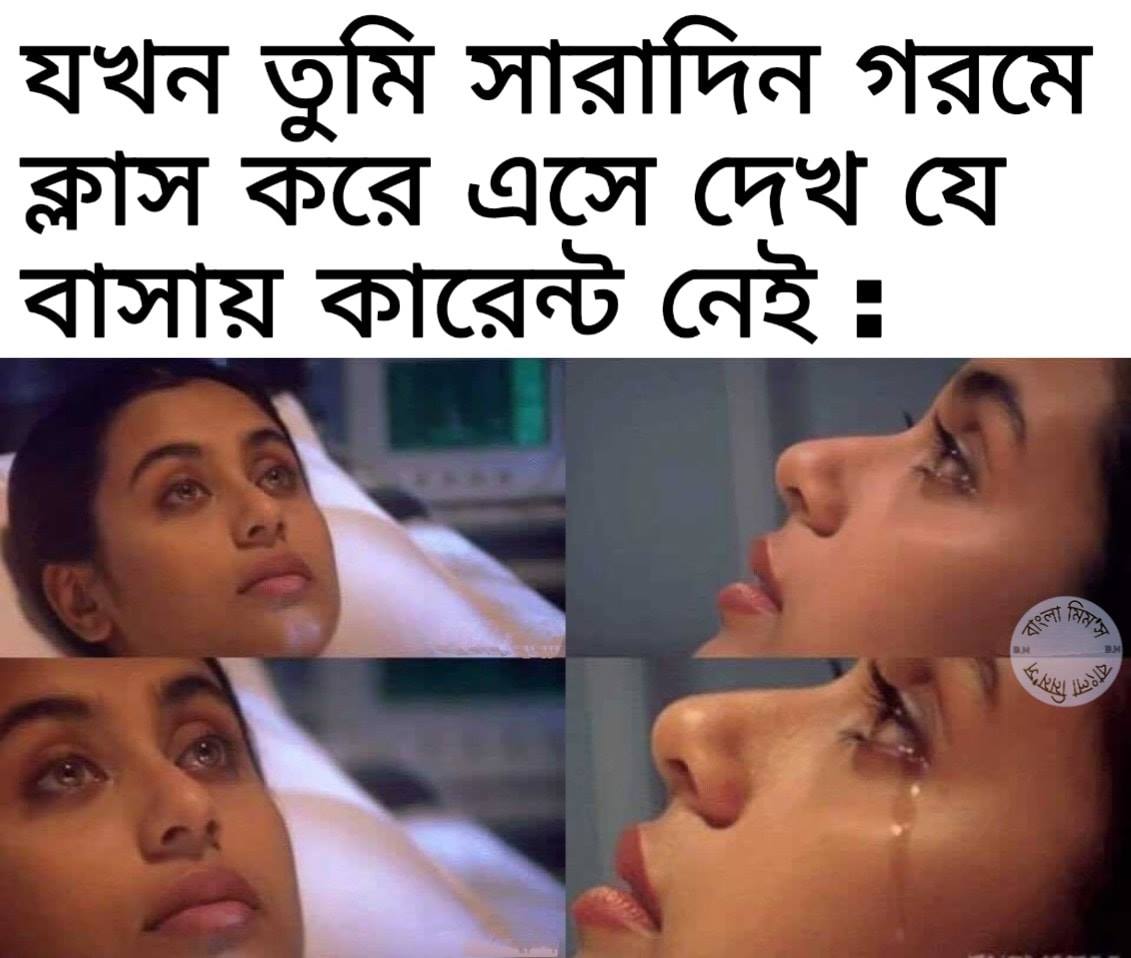 যখন তুমি সারাদিন গরমে
ক্লাস করে এসে দেখ যে
বাসায় কারেন্ট নেই :
বাংলা মিম'স
B.M B.M
বাংলা মিম'স